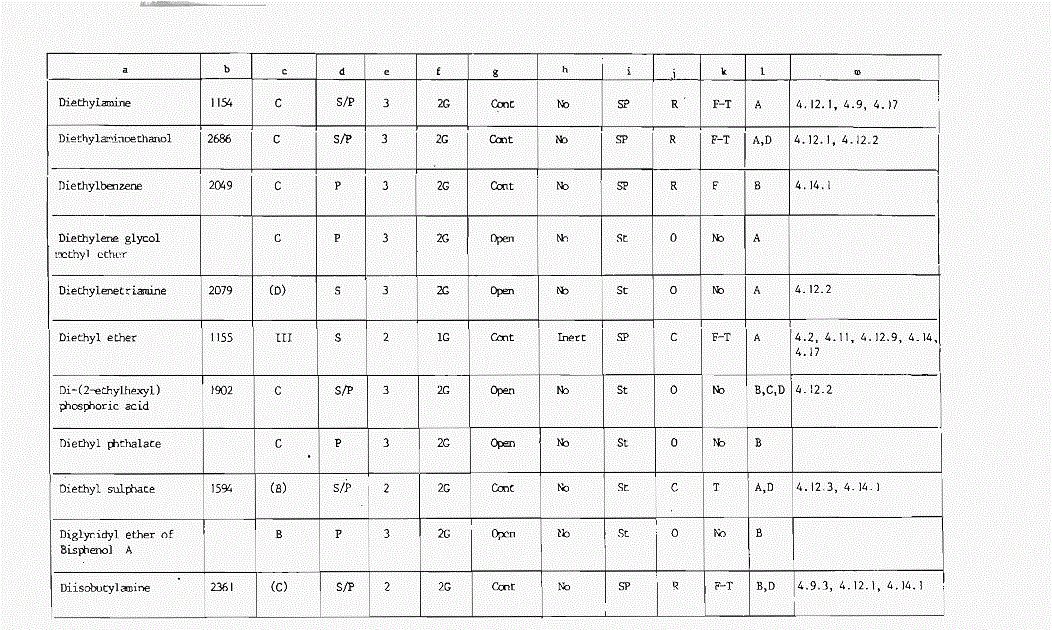 a b c d e f g h i j k l m
Diethylamine 1154 C S/P 3 2G Cont No SP R F-T A 4.12.1, 4.9, 4.17
Diethylaminoethanol 2686 C S/P 3 2G Cont No SP R F-T A,D 4.12.1, 4.12.2
Diethylbenzene 2049 C P 3 2G Cont No SP R F B 4.14.1
Diethylene glycol C P 3 2G Open No St O No A
methyl ether
Diethylenetriamine 2079 (D) S 3 2G Open No St O No A 4.12.2
Diethyl ether 1155 III S 2 1G Cont Inert SP C F-T A 4.2, 4.11, 4.12.9, 4.14,
4.17
Di-(2-ethylhexyl) 1902 C S/P 3 2G Open No St O No B,C,D 4.12.2
phosphoric acid
Diethyl phthalate C P 3 2G Open No St O No B
Diethyl sulphate 1594 (B) S/P 2 2G Cont No St C T A,D 4.12.3, 4.14.1
Diglycidyl ether of B P 3 2G Open No St O No B
Bisphenol A
Diisobutylamine 2361 (C) S/P 2 2G Cont No SP R F-T B,D 4.9.3, 4.12.1, 4.14.1